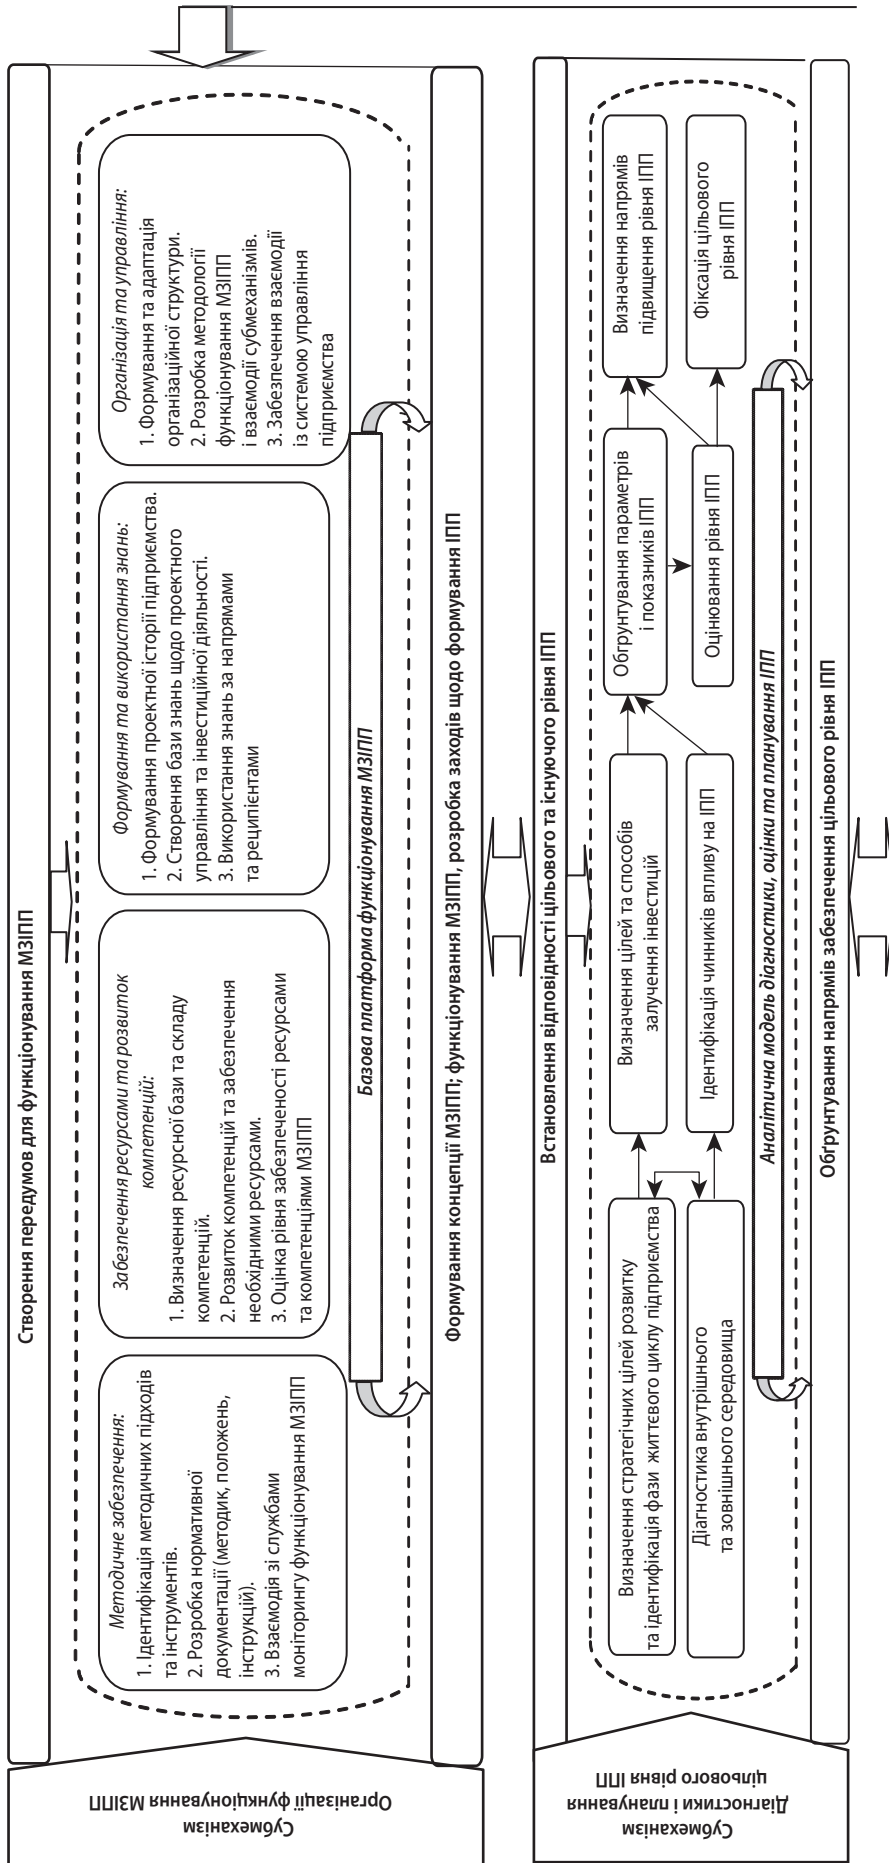 Субмеханізм
Організації функціонування МЗІПП
Створення передумов для функціонування МЗІПП
Методичне забезпечення:
1. Ідентифікація методичних підходів
та інструментів.
2. Розробка нормативної
документації (методик, положень,
інструкцій).
3. Взаємодія зі службами
моніторингу функціонування МЗІПП
Забезпечення ресурсами та розвиток
компетенцій:
1. Визначення ресурсної бази та складу
компетенцій.
2. Розвиток компетенцій та забезпечення
необхідними ресурсами.
3. Оцінка рівня забезпеченості ресурсами
та компетенціями МЗІПП
Формування та використання знань:
1. Формування проектної історії підприємства.
2. Створення бази знань щодо проектного
управління та інвестиційної діяльності.
3. Використання знань за напрямами
та реципієнтами
Організація та управління:
1. Формування та адаптація
організаційної структури.
2. Розробка методології
функціонування МЗІПП
і взаємодії субмеханізмів.
3. Забезпечення взаємодії
із системою управління
підприємства
Базова платформа функціонування МЗІПП
Формування концепції МЗІПП; функціонування МЗІПП, розробка заходів щодо формування ІПП
Субмеханізм
Діагностики і планування
цільового рівня ІПП
Встановлення відповідності цільового та існуючого рівня ІПП
Визначення стратегічних цілей розвитку
та ідентифікація фази життєвого циклу підприємства
Діагностика внутрішнього
та зовнішнього середовища
Визначення цілей та способів
залучення інвестицій
Ідентифікація чинників впливу на ІПП
Обґрунтування параметрів
і показників ІПП
Оцінювання рівня ІПП
Визначення напрямів
підвищення рівня ІПП
Фіксація цільового
рівня ІПП
Аналітична модель діагностики, оцінки та планування ІПП
Обґрунтування напрямів забезпечення цільового рівня ІПП